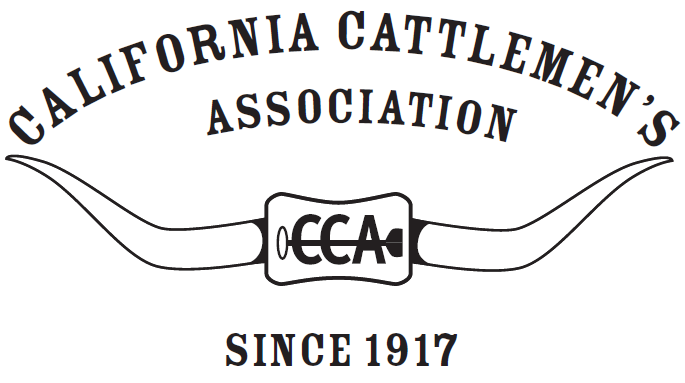 CALIFORNIA CATTLEMEN'S
ASSOCIATION
CCA
SINCE 1917